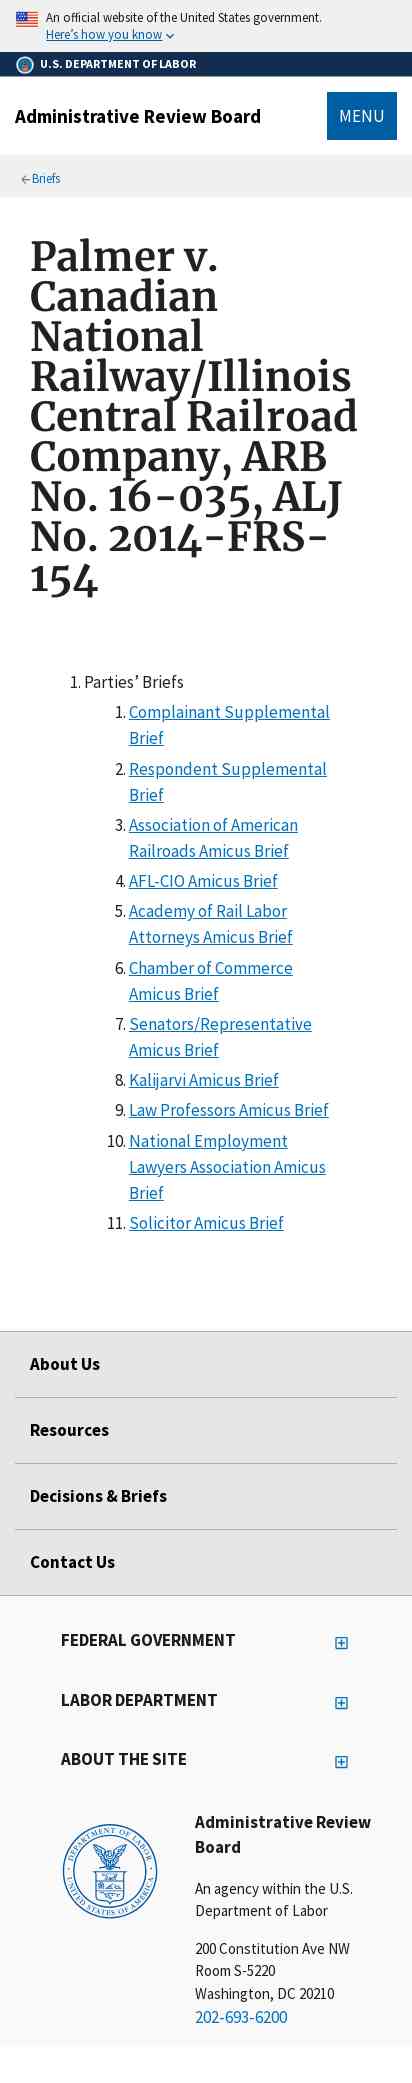 An official website of the United States government.
Here's how you know
U.S. DEPARTMENT OF LABOR
Administrative Review Board
MENU
Briefs
Palmer v.
Canadian
National
Railway/Illinois
Central Railroad
Company, ARB
No. 16-035, ALJ
No. 2014-FRS-
154
1. Parties’ Briefs
1. Complainant Supplemental
Brief
2. Respondent Supplemental
Brief
3. Association of American
Railroads Amicus Brief
4. AFL-CIO Amicus Brief
5. Academy of Rail Labor
Attorneys Amicus Brief
6. Chamber of Commerce
Amicus Brief
7. Senators/Representative
Amicus Brief
8. Kalijarvi Amicus Brief
9. Law Professors Amicus Brief
10. National Employment
Lawyers Association Amicus
Brief
11. Solicitor Amicus Brief
About Us
Resources
Decisions & Briefs
Contact Us
FEDERAL GOVERNMENT
LABOR DEPARTMENT
ABOUT THE SITE
DEPARTMENT OF LABOR
UNITED STATES OF AMERICA
Administrative Review
Board
An agency within the U.S.
Department of Labor
200 Constitution Ave NW
Room S-5220
Washington, DC 20210
202-693-6200